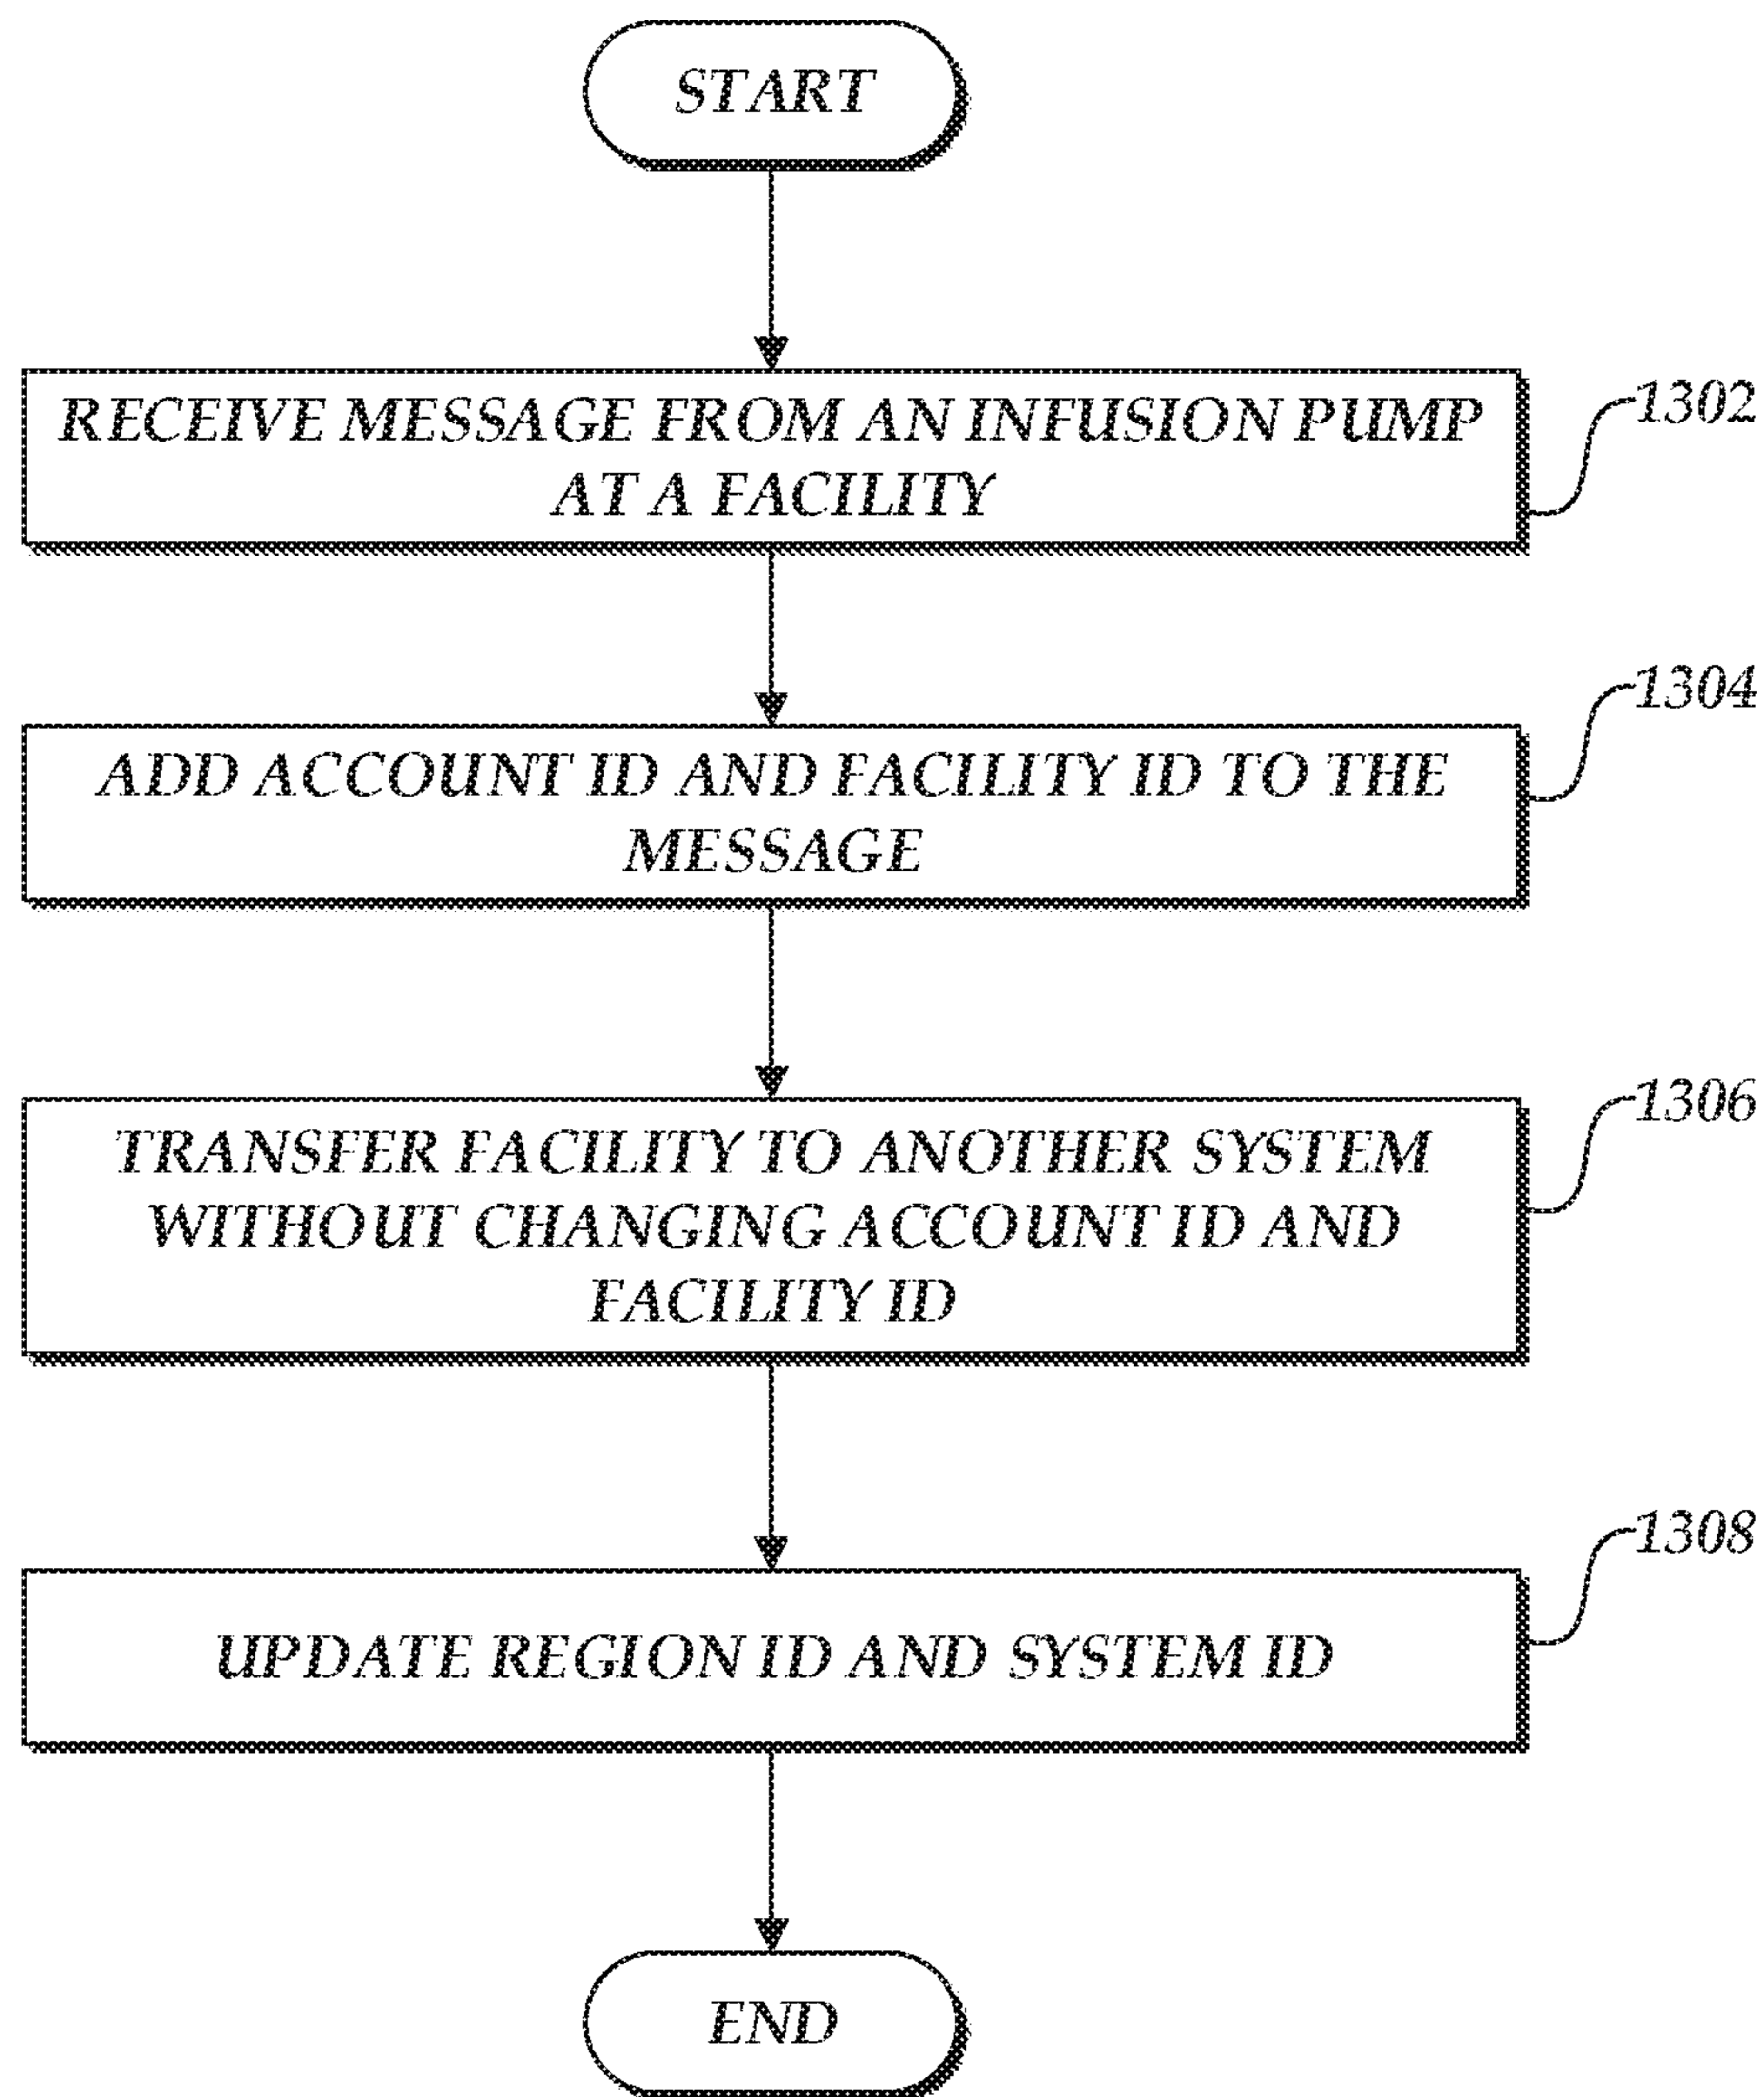 START
RECEIVE MESSAGE FROM AN INFUSION PUMP
AT A FACILITY
1302
ADD ACCOUNT ID AND FACILITY ID TO THE
MESSAGE
1304
TRANSFER FACILITY TO ANOTHER SYSTEM
WITHOUT CHANGING ACCOUNT ID AND
FACILITY ID
1306
UPDATE REGION ID AND SYSTEM ID
1308
END